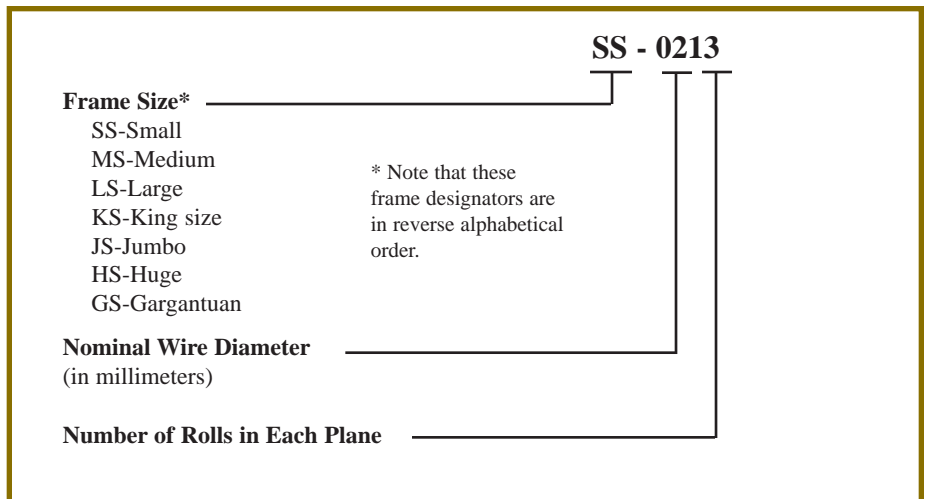 SS - 0213
Frame Size*
SS-Small
MS-Medium
LS-Large
KS-King size
JS-Jumbo
HS-Huge
GS-Gargantuan
* Note that these
frame designators are
in reverse alphabetical
order.
Nominal Wire Diameter
(in millimeters)
Number of Rolls in Each Plane